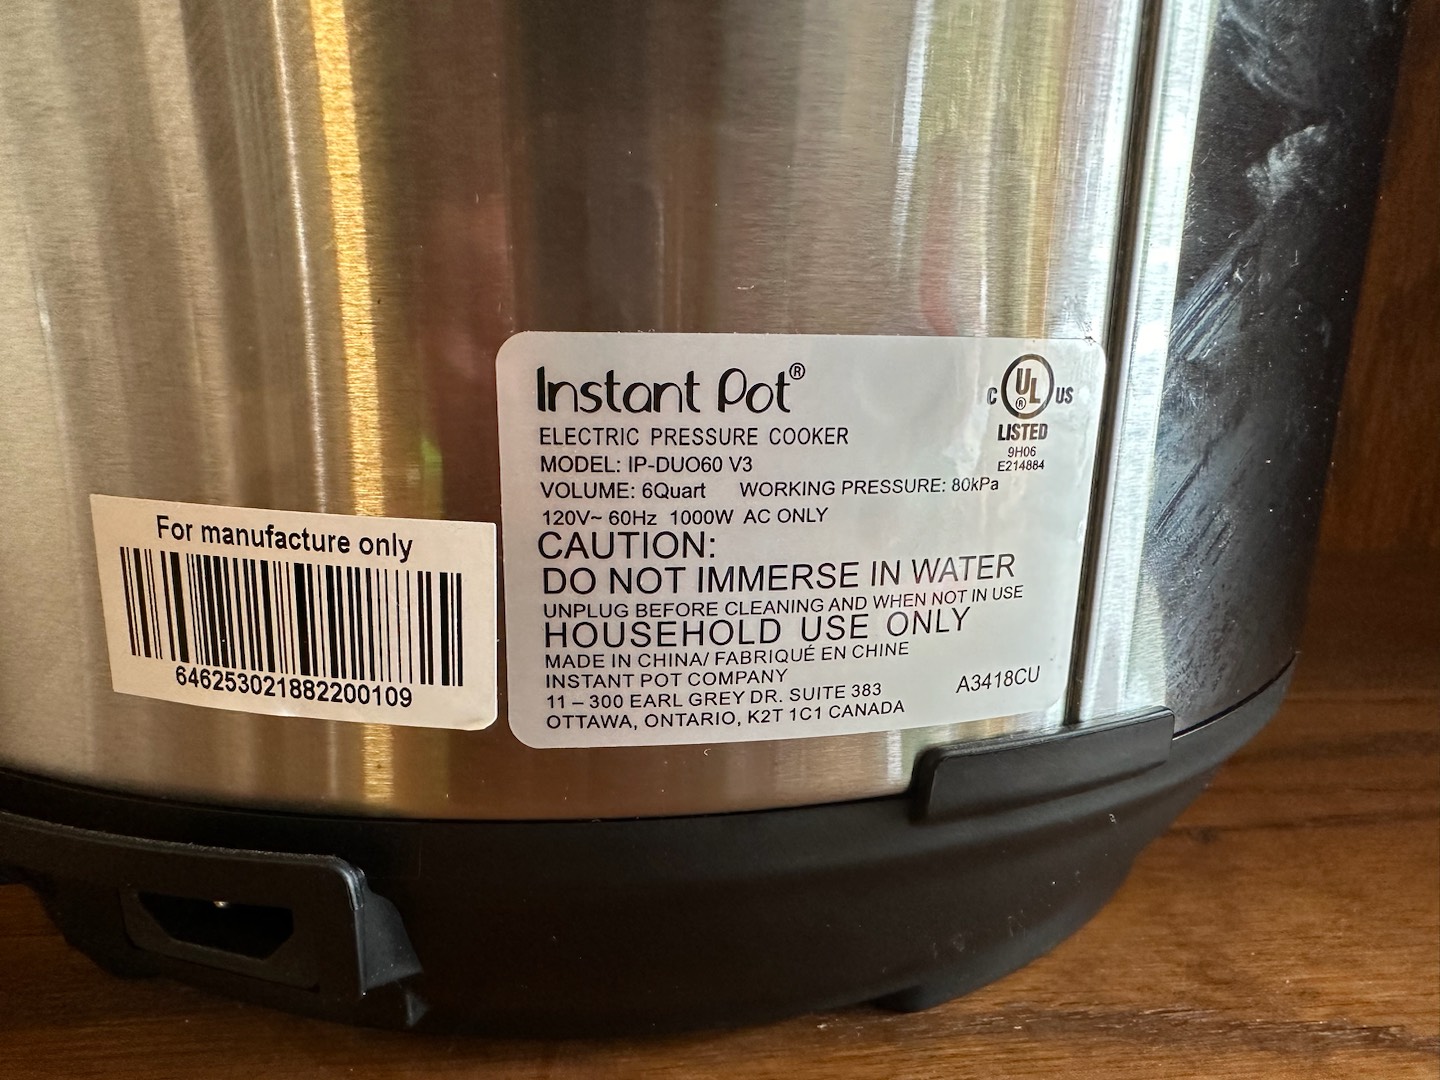 Instant Pot®
ELECTRIC PRESSURE COOKER
MODEL: IP-DUO60 V3
VOLUME: 6Quart WORKING PRESSURE: 80kPa
120V~ 60Hz 1000W AC ONLY
CAUTION:
DO NOT IMMERSE IN WATER
UNPLUG BEFORE CLEANING AND WHEN NOT IN USE
HOUSEHOLD USE ONLY
MADE IN CHINA/ FABRIQUÉ EN CHINE
INSTANT POT COMPANY
11 – 300 EARL GREY DR. SUITE 383
OTTAWA, ONTARIO, K2T 1C1 CANADA
A3418CU
C UL® US
LISTED
9H06
E214884
For manufacture only
646253021882200109